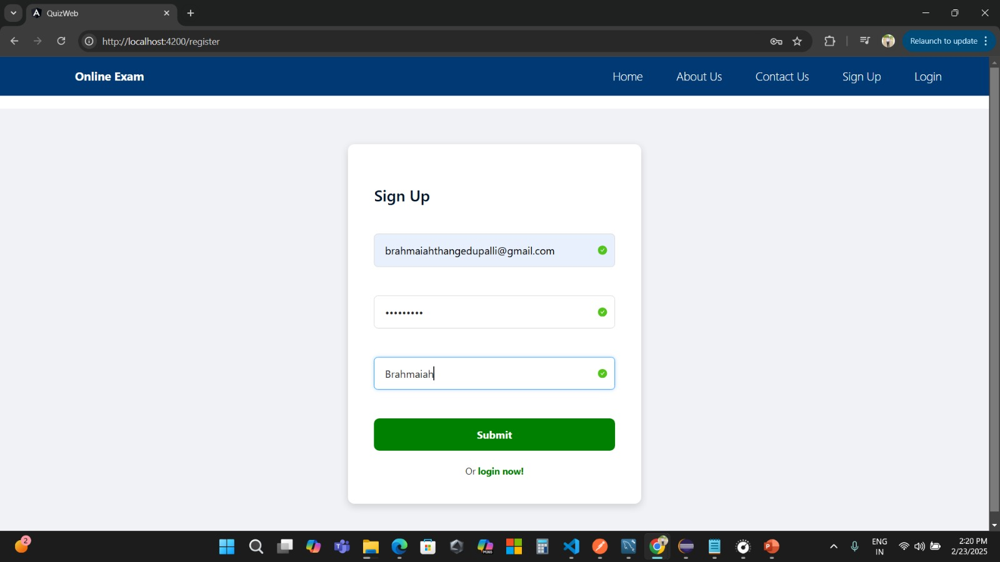 QuizWeb
http://localhost:4200/register
Relaunch to update
Online Exam
Home
About Us
Contact Us
Sign Up
Login
Sign Up
brahmaiahthangedupalli@gmail.com
•••••••••
Brahmaiah
Submit
Or login now!
2
M365
P
ENG
IN
2:20 PM
2/23/2025